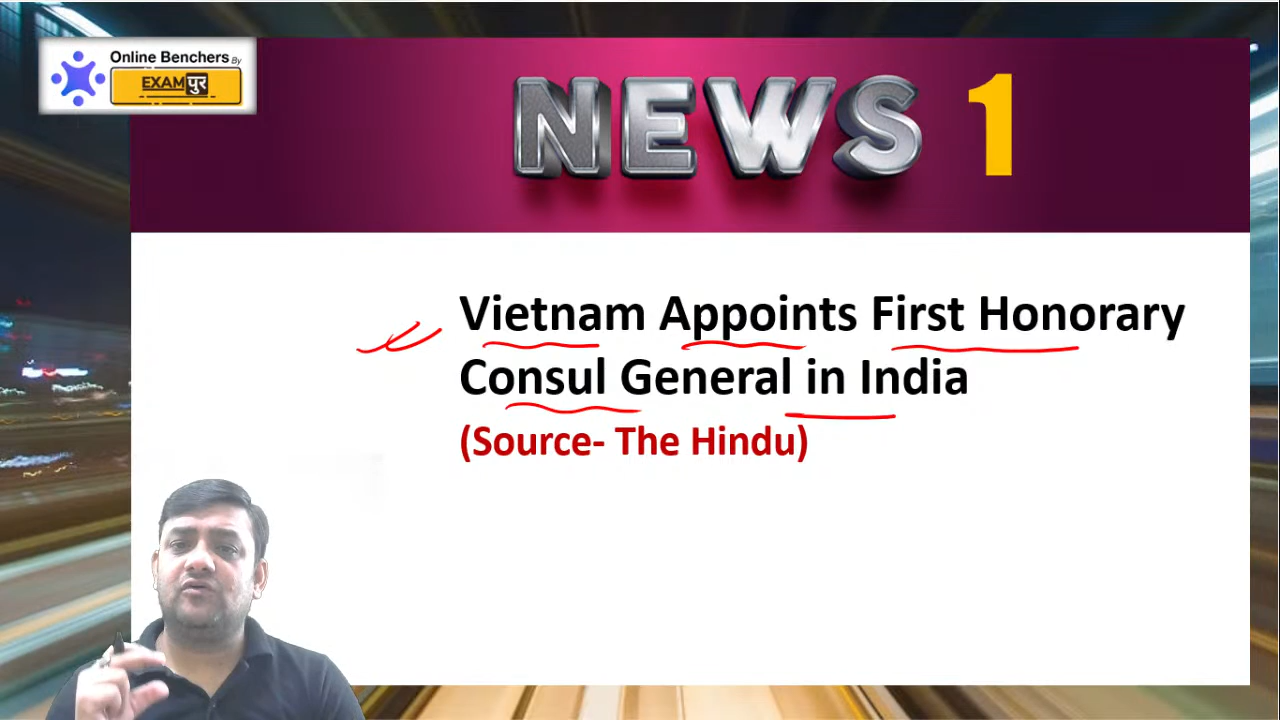 Online Benchers By
EXAMपुर
NEWS 1
Vietnam Appoints First Honorary
Consul General in India
(Source- The Hindu)